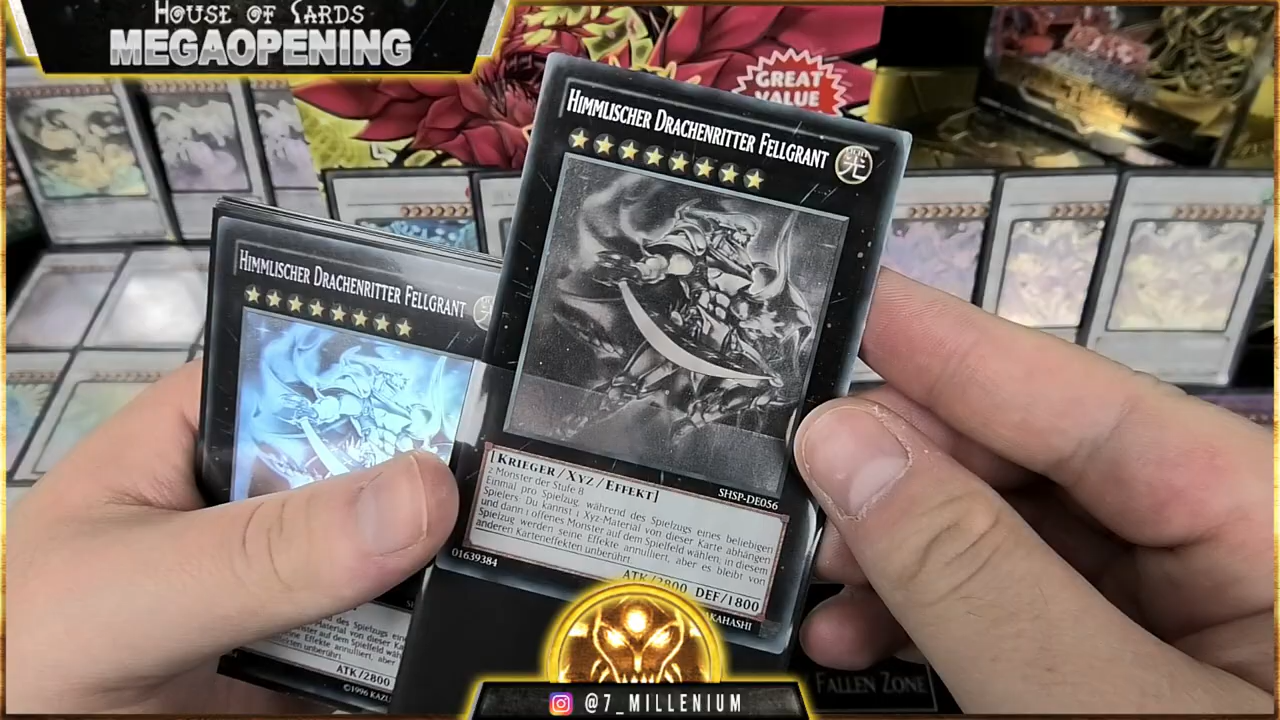 HOUSE OF CARDS
MEGAOPENING
GREAT
VALUE
HIMMLISCHER DRACHENRITTER FELLGRANT
光
[KRIEGER/XYZ/EFFEKT]
SHSP-DE056
2 Monster der Stufe 8
Einmal pro Spielzug, während des Spielzugs eines beliebigen
Spielers: Du kannst 1 Xyz-Material von dieser Karte abhängen
und dann 1 offenes Monster auf dem Spielfeld wählen; in diesem
Spielzug werden seine Effekte annulliert, aber es bleibt von
anderen Karteneffekten unberührt.
ATK/2800 DEF/1800
01639384
HIMMLISCHER DRACHENRITTER FELLGRANT
ATK/2800
©1996
@7_MILLENIUM
FALLEN ZONE